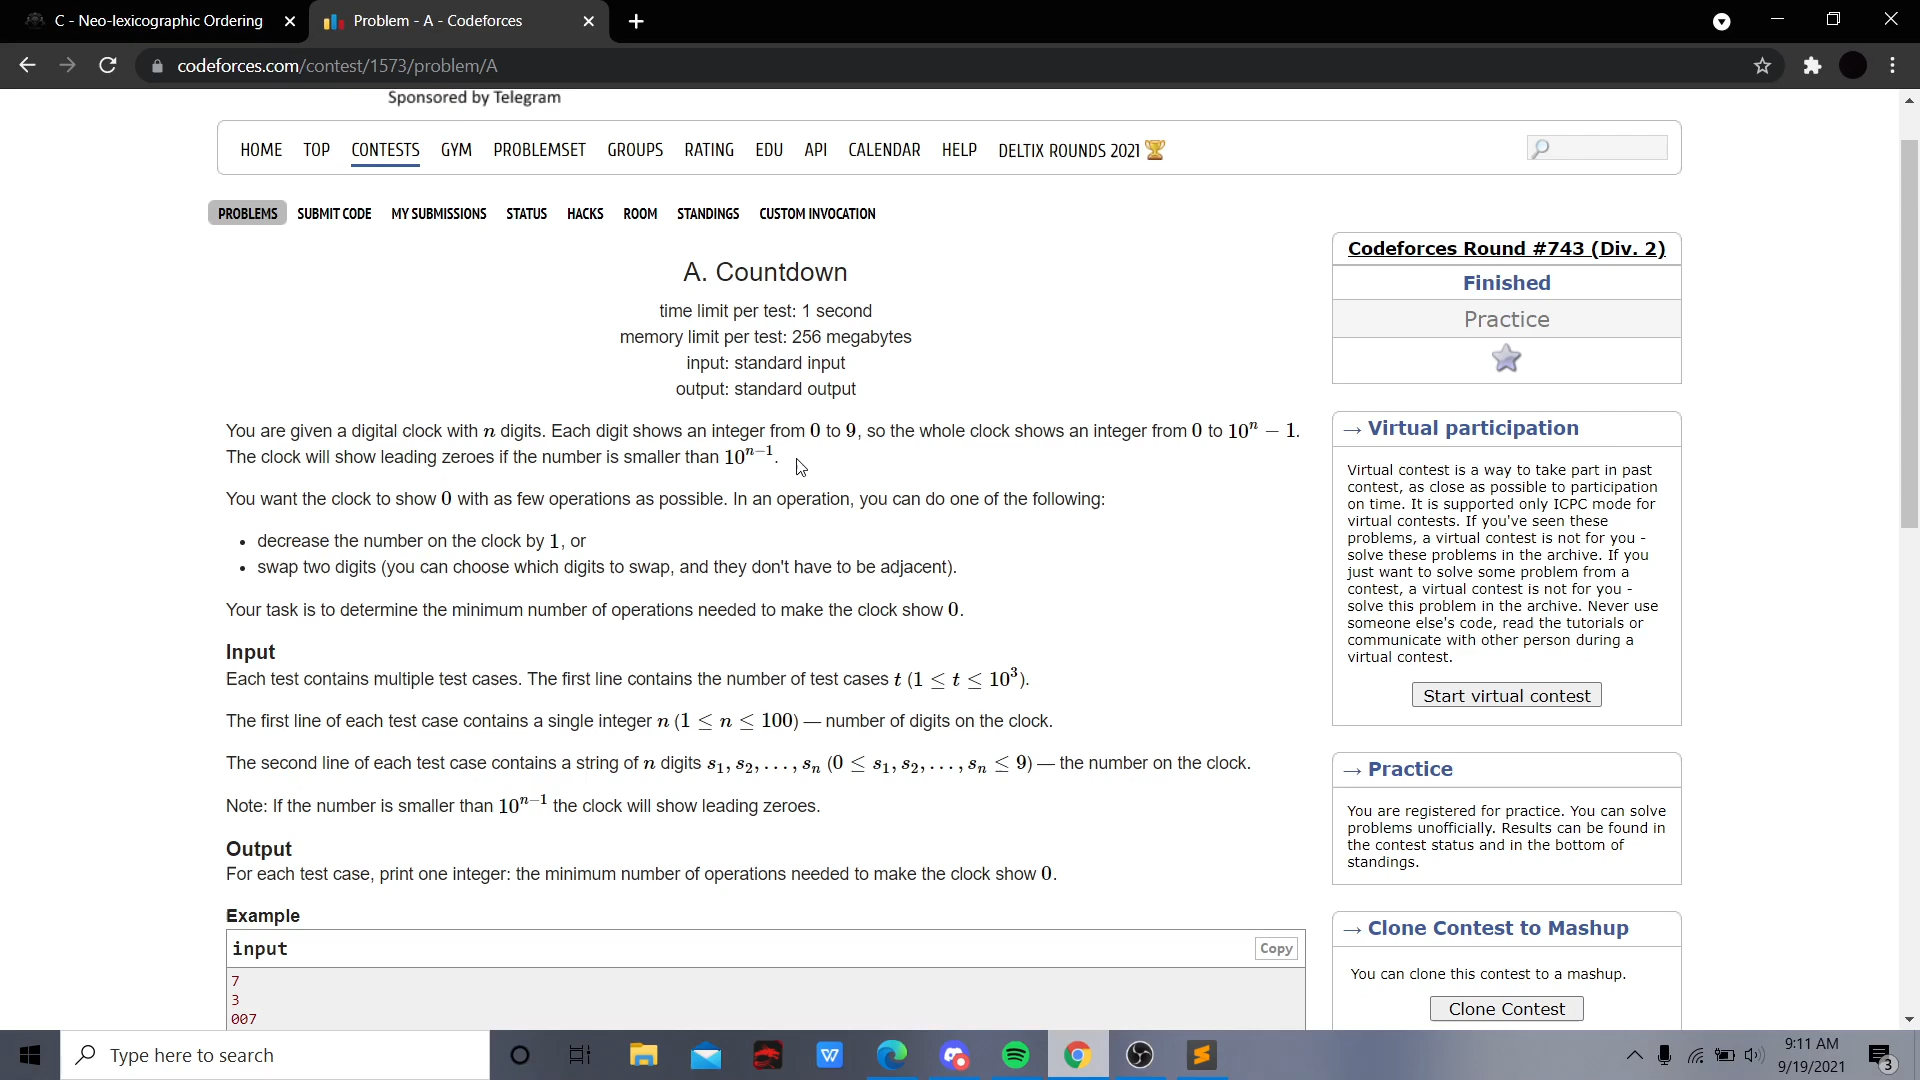 C - Neo-lexicographic Ordering
Problem - A - Codeforces
codeforces.com/contest/1573/problem/A
Sponsored by Telegram
HOME TOP CONTESTS GYM PROBLEMSET GROUPS RATING EDU API CALENDAR HELP DELTIX ROUNDS 2021
PROBLEMS SUBMIT CODE MY SUBMISSIONS STATUS HACKS ROOM STANDINGS CUSTOM INVOCATION
A. Countdown
time limit per test: 1 second
memory limit per test: 256 megabytes
input: standard input
output: standard output
You are given a digital clock with n digits. Each digit shows an integer from 0 to 9, so the whole clock shows an integer from 0 to 10^n − 1.
The clock will show leading zeroes if the number is smaller than 10^{n−1}.
You want the clock to show 0 with as few operations as possible. In an operation, you can do one of the following:
• decrease the number on the clock by 1, or
• swap two digits (you can choose which digits to swap, and they don't have to be adjacent).
Your task is to determine the minimum number of operations needed to make the clock show 0.
Input
Each test contains multiple test cases. The first line contains the number of test cases t (1 ≤ t ≤ 10^3).
The first line of each test case contains a single integer n (1 ≤ n ≤ 100) — number of digits on the clock.
The second line of each test case contains a string of n digits s_1, s_2, …, s_n (0 ≤ s_1, s_2, …, s_n ≤ 9) — the number on the clock.
Note: If the number is smaller than 10^{n−1} the clock will show leading zeroes.
Output
For each test case, print one integer: the minimum number of operations needed to make the clock show 0.
Example
input
Copy
7
3
007
Codeforces Round #743 (Div. 2)
Finished
Practice
→ Virtual participation
Virtual contest is a way to take part in past
contest, as close as possible to participation
on time. It is supported only ICPC mode for
virtual contests. If you've seen these
problems, a virtual contest is not for you -
solve these problems in the archive. If you
just want to solve some problem from a
contest, a virtual contest is not for you -
solve this problem in the archive. Never use
someone else's code, read the tutorials or
communicate with other person during a
virtual contest.
Start virtual contest
→ Practice
You are registered for practice. You can solve
problems unofficially. Results can be found in
the contest status and in the bottom of
standings.
→ Clone Contest to Mashup
You can clone this contest to a mashup.
Clone Contest
Type here to search
W
9:11 AM
9/19/2021
3